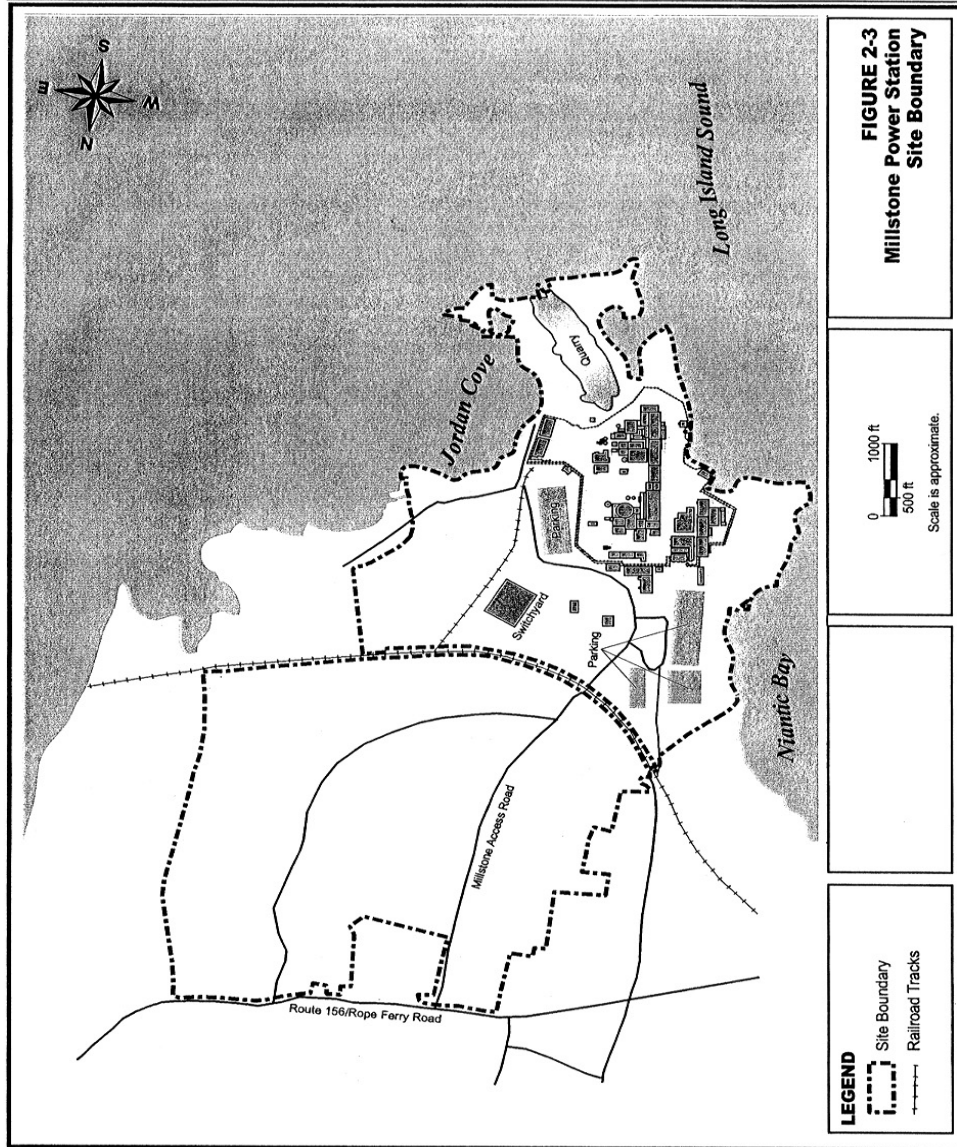 S
E
W
N
Long Island Sound
Jordan Cove
Quarry
Parking
Switchyard
Parking
Niantic Bay
Millstone Access Road
Route 156/Rope Ferry Road
LEGEND
Site Boundary
Railroad Tracks
0
500 ft
1000 ft
Scale is approximate.
FIGURE 2-3
Millstone Power Station
Site Boundary